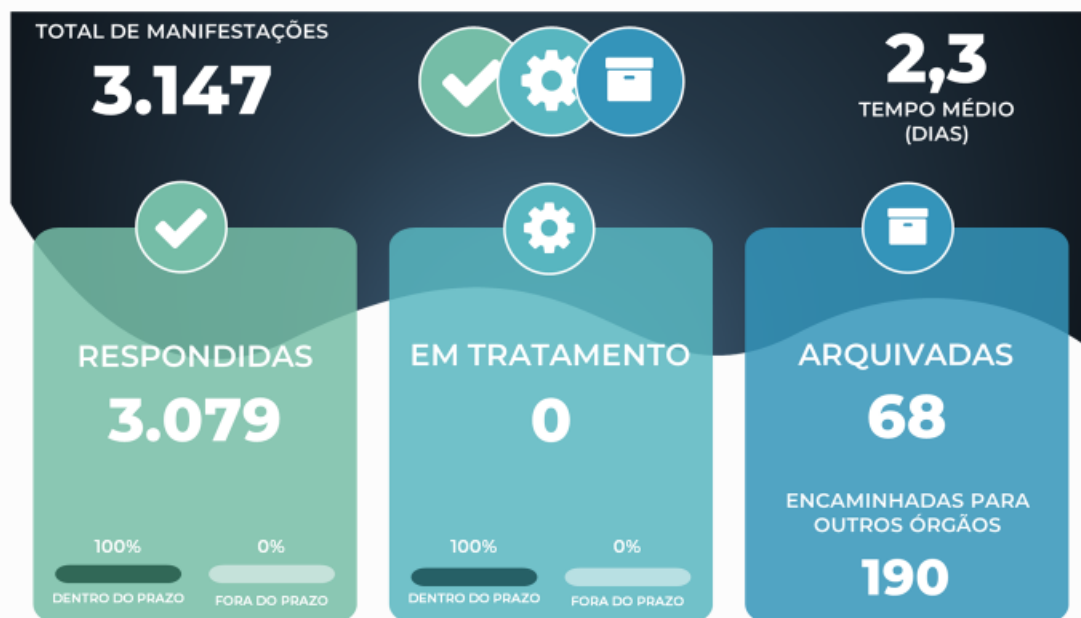 TOTAL DE MANIFESTAÇÕES
3.147
2,3
TEMPO MÉDIO
(DIAS)
RESPONDIDAS
3.079
100%
0%
DENTRO DO PRAZO
FORA DO PRAZO
EM TRATAMENTO
0
100%
0%
DENTRO DO PRAZO
FORA DO PRAZO
ARQUIVADAS
68
ENCAMINHADAS PARA
OUTROS ÓRGÃOS
190